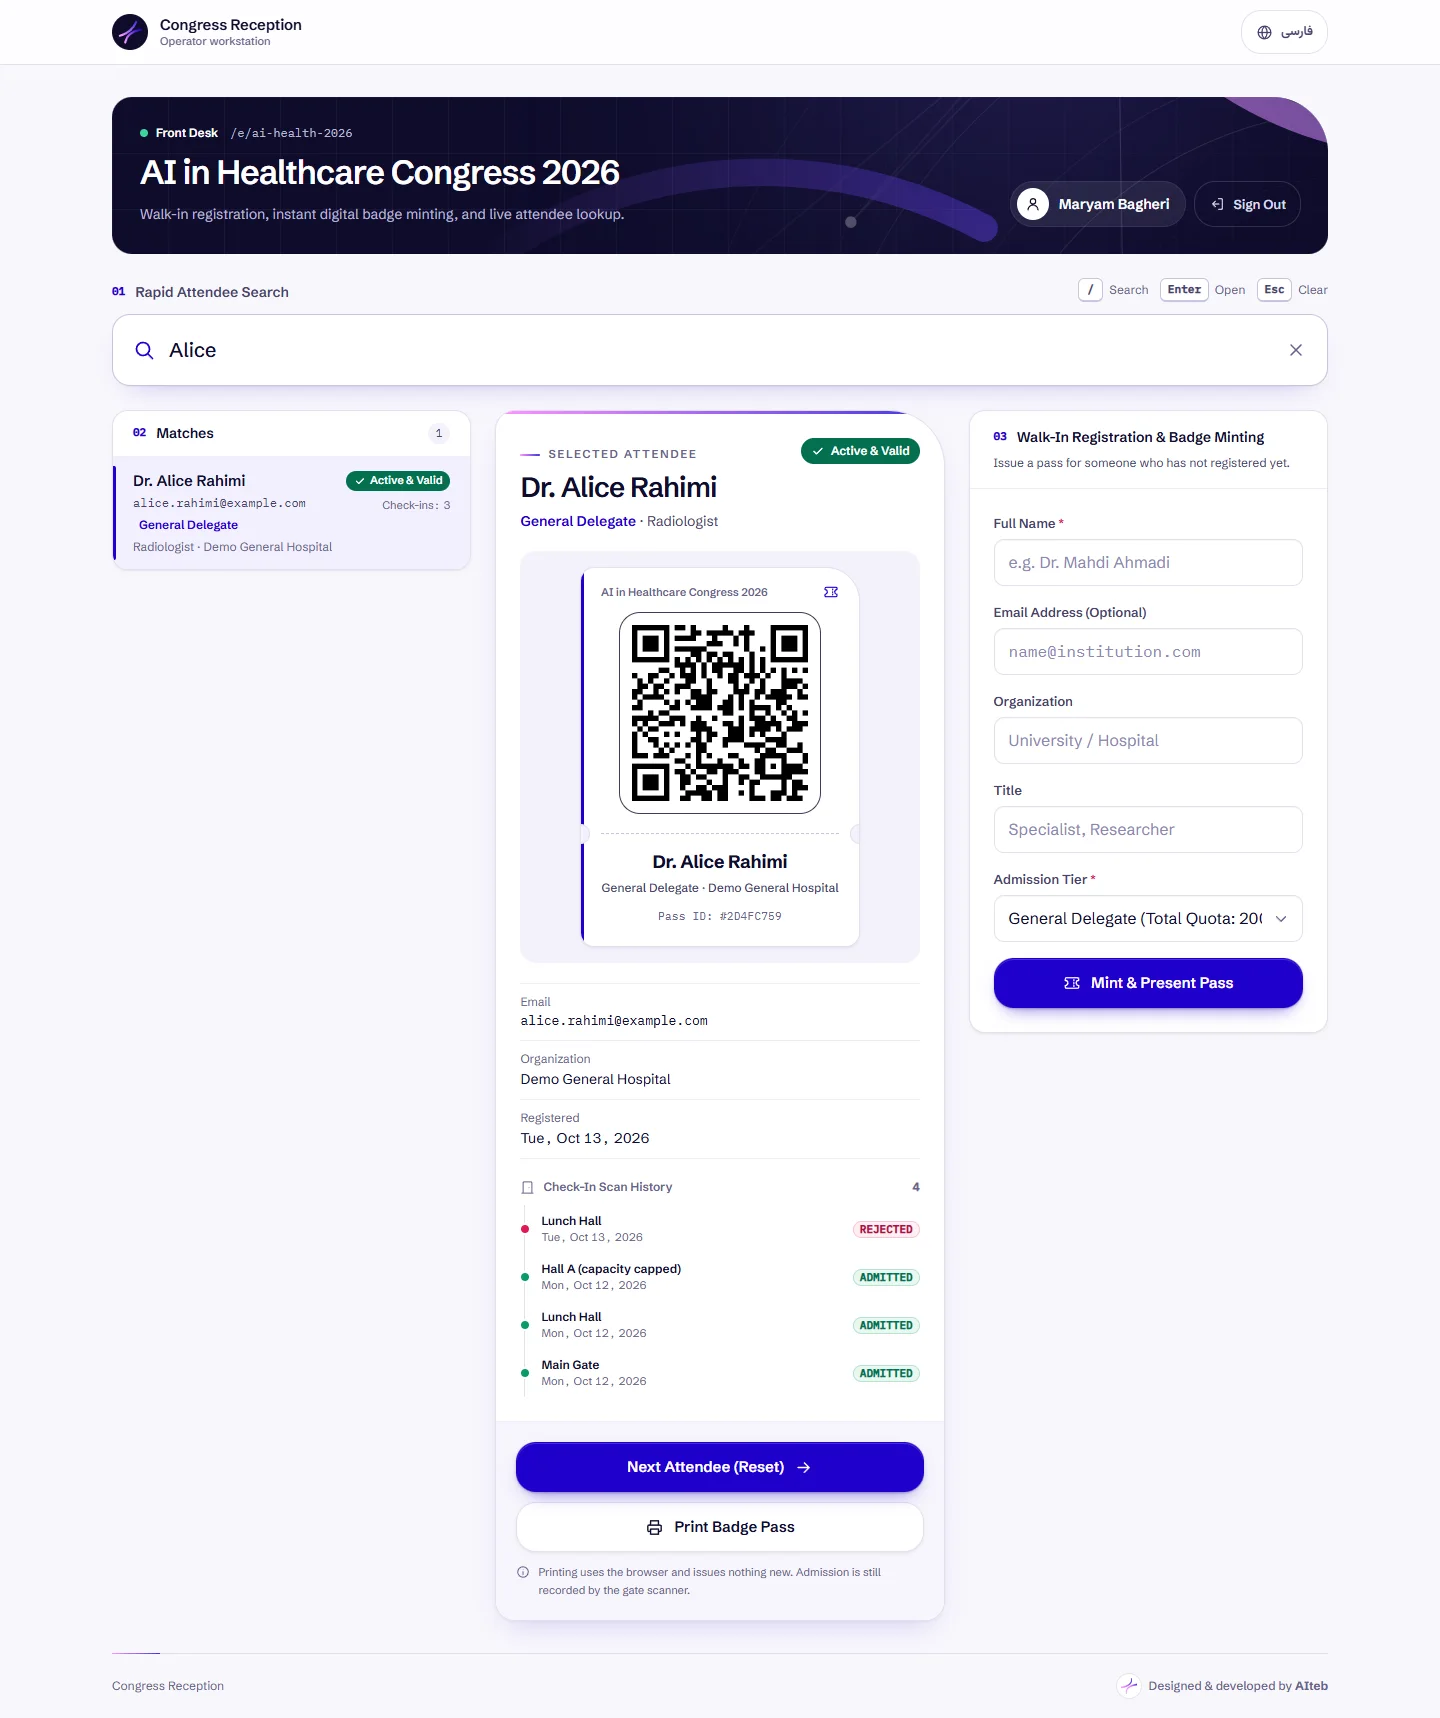 Congress Reception
Operator workstation
فارسی
Front Desk /e/ai-health-2026
AI in Healthcare Congress 2026
Walk-in registration, instant digital badge minting, and live attendee lookup.
Maryam Bagheri
Sign Out
01 Rapid Attendee Search
/ Search Enter Open Esc Clear
Alice
02 Matches 1
Dr. Alice Rahimi
Active & Valid
alice.rahimi@example.com
Check-ins: 3
General Delegate
Radiologist · Demo General Hospital
SELECTED ATTENDEE
Active & Valid
Dr. Alice Rahimi
General Delegate · Radiologist
AI in Healthcare Congress 2026
Dr. Alice Rahimi
General Delegate · Demo General Hospital
Pass ID: #2D4FC759
Email
alice.rahimi@example.com
Organization
Demo General Hospital
Registered
Tue, Oct 13, 2026
Check-In Scan History 4
Lunch Hall
Tue, Oct 13, 2026
REJECTED
Hall A (capacity capped)
Mon, Oct 12, 2026
ADMITTED
Lunch Hall
Mon, Oct 12, 2026
ADMITTED
Main Gate
Mon, Oct 12, 2026
ADMITTED
Next Attendee (Reset)
Print Badge Pass
Printing uses the browser and issues nothing new. Admission is still
recorded by the gate scanner.
03 Walk-In Registration & Badge Minting
Issue a pass for someone who has not registered yet.
Full Name *
e.g. Dr. Mahdi Ahmadi
Email Address (Optional)
name@institution.com
Organization
University / Hospital
Title
Specialist, Researcher
Admission Tier *
General Delegate (Total Quota: 20
Mint & Present Pass
Congress Reception
Designed & developed by AIteb